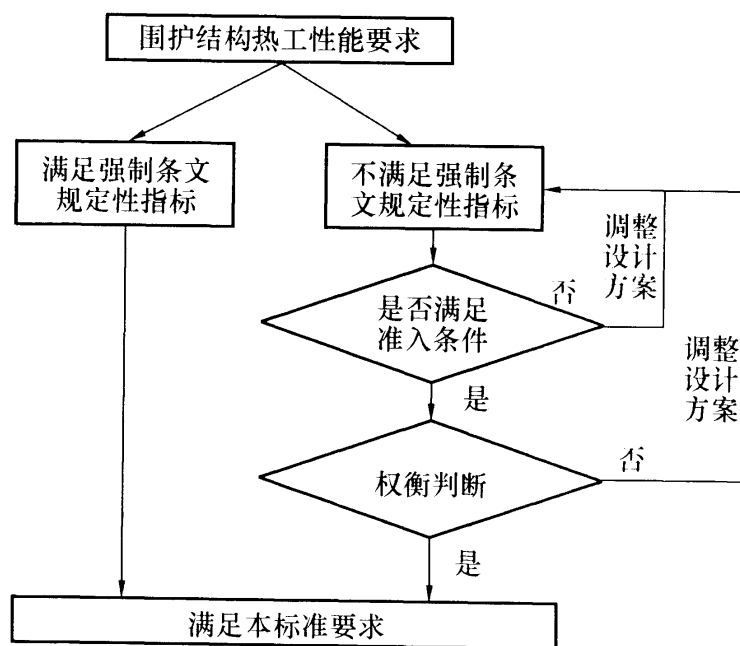 围护结构热工性能要求
满足强制条文
规定性指标
不满足强制条
文规定性指标
调整
设计
方案
否
是否满足
准入条件
调整
设计
方案
是
否
权衡判断
是
满足本标准要求